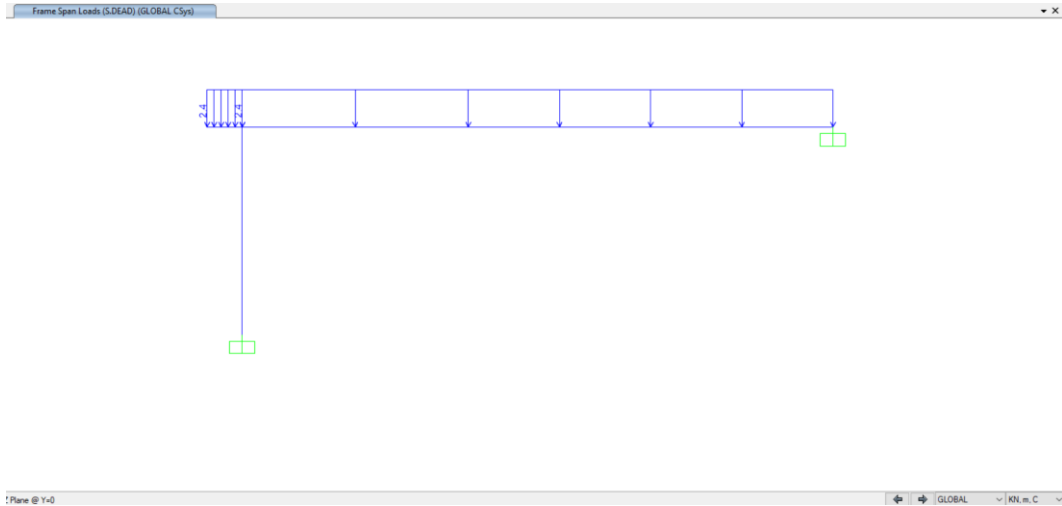 Frame Span Loads (S.DEAD) (GLOBAL CSys)
2.4
2.4
Z Plane @ Y=0
GLOBAL
KN, m, C